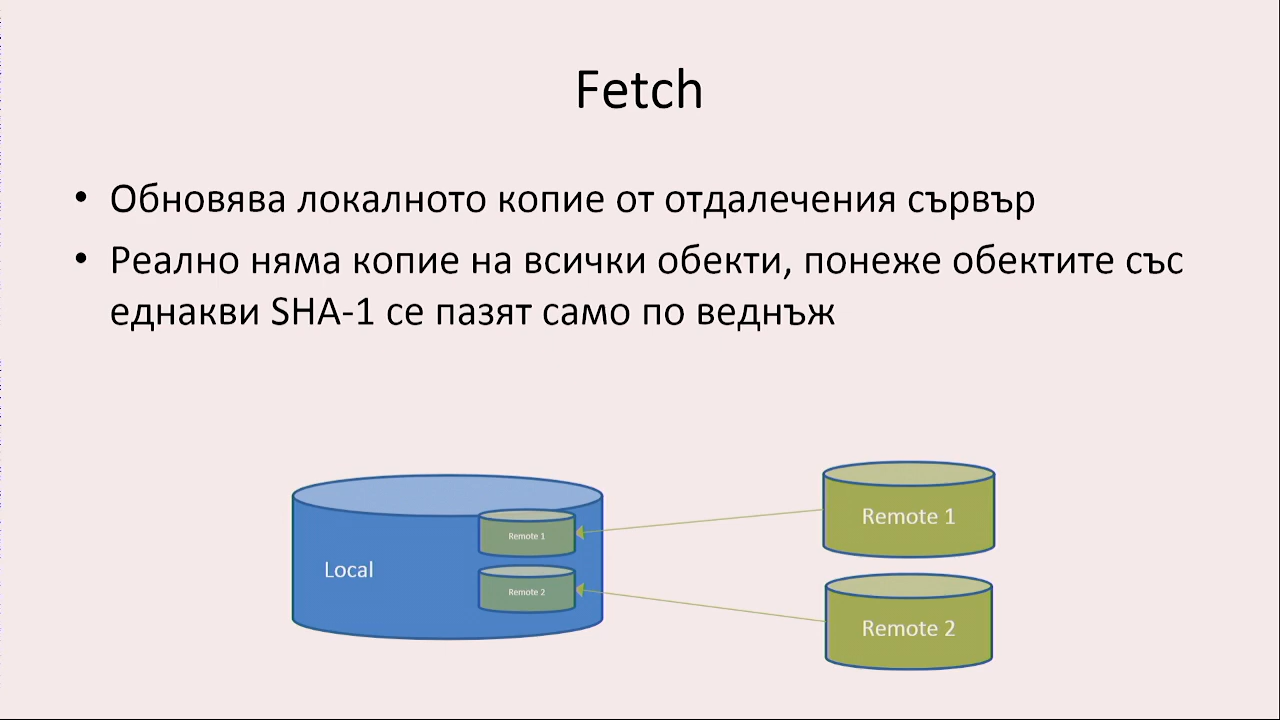 Fetch
• Обновява локалното копие от отдалечения сървър
• Реално няма копие на всички обекти, понеже обектите със
еднакви SHA-1 се пазят само по веднъж
Remote 1
Remote 1
Local
Remote 2
Remote 2